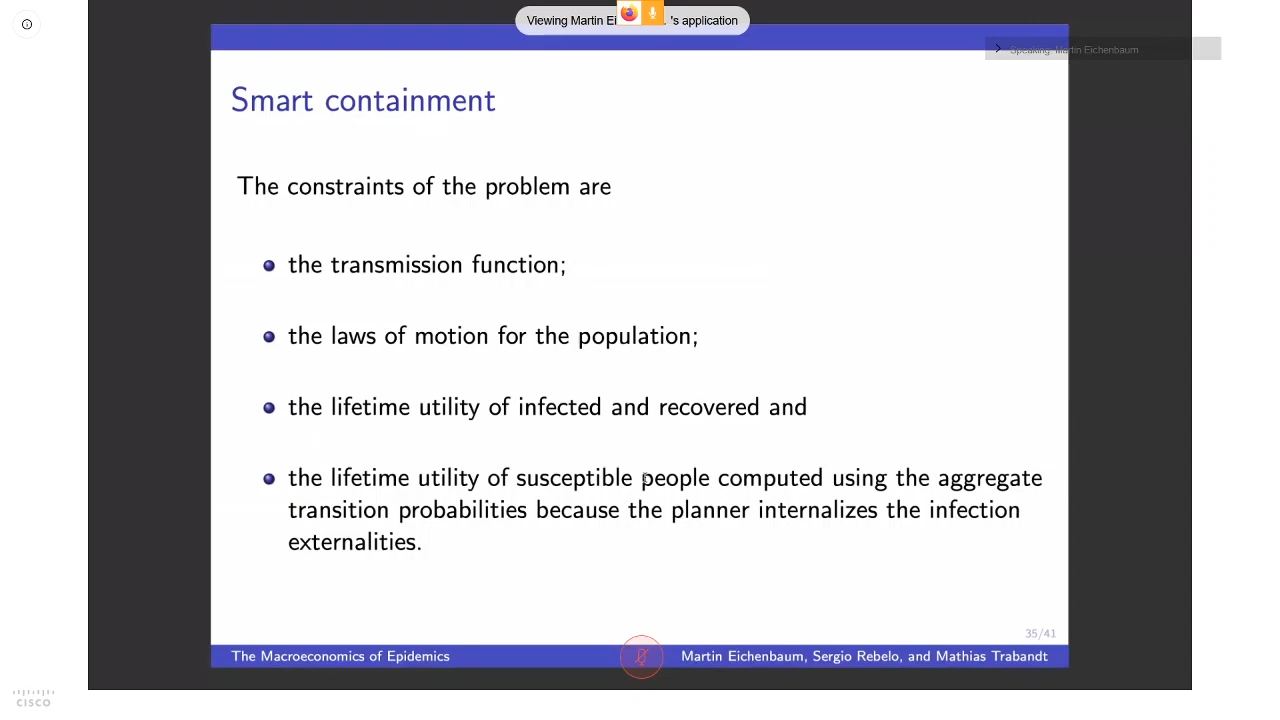 Viewing Martin Ei 's application
Speaking: Martin Eichenbaum
Smart containment
The constraints of the problem are
the transmission function;
the laws of motion for the population;
the lifetime utility of infected and recovered and
the lifetime utility of susceptible people computed using the aggregate
transition probabilities because the planner internalizes the infection
externalities.
35/41
The Macroeconomics of Epidemics
Martin Eichenbaum, Sergio Rebelo, and Mathias Trabandt
CISCO